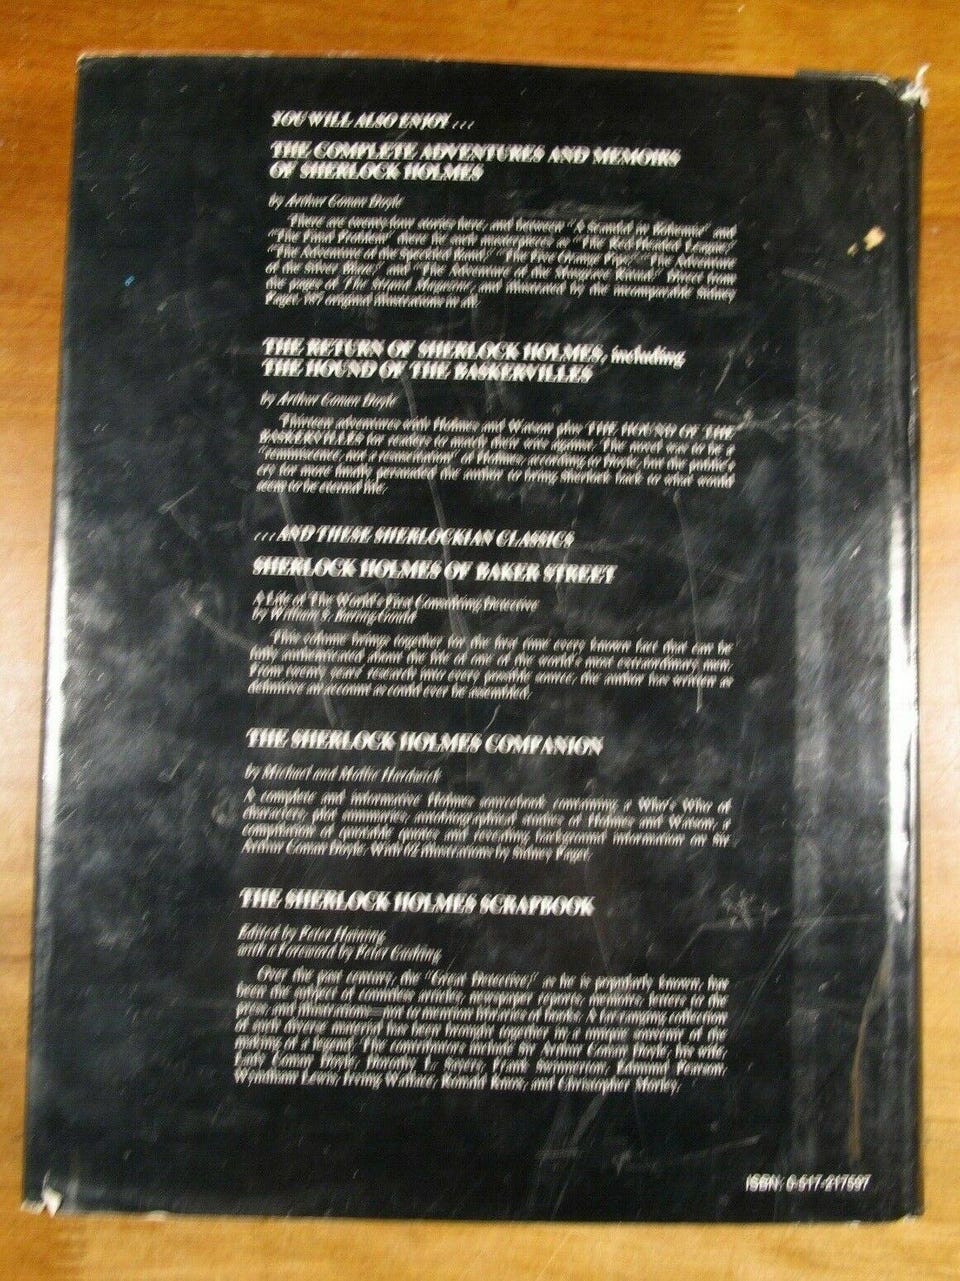 YOU WILL ALSO ENJOY . . .
THE COMPLETE ADVENTURES AND MEMOIRS
OF SHERLOCK HOLMES
by Arthur Conan Doyle
There are twenty-four stories here, and between "A Scandal in Bohemia" and
"The Final Problem" there lie such masterpieces as "The Red-Headed League,"
"The Adventure of the Speckled Band," "The Five Orange Pips," "The Adventure
of the Silver Blaze," and "The Adventure of the Musgrave Ritual." Direct from
the pages of The Strand Magazine, and illustrated by the incomparable Sidney
Paget. original illustrations in all.
THE RETURN OF SHERLOCK HOLMES, including
THE HOUND OF THE BASKERVILLES
by Arthur Conan Doyle
Thirteen adventures with Holmes and Watson plus THE HOUND OF THE
BASKERVILLES for readers to match their wits against. The novel was to be a
"reminiscence, not a resuscitation" of Holmes, according to Doyle, but the public's
cry for more finally persuaded the author to bring Sherlock back to what would
seem to be eternal life.
. . . AND THESE SHERLOCKIAN CLASSICS
SHERLOCK HOLMES OF BAKER STREET
A Life of The World's First Consulting Detective
by William S. Baring-Gould
This volume brings together for the first time every known fact that can be
fully authenticated about the life of one of the world's most extraordinary men.
From twenty years' research into every possible source, the author has written as
definitive an account as could ever be assembled.
THE SHERLOCK HOLMES COMPANION
by Michael and Mollie Hardwick
A complete and informative Holmes sourcebook containing a Who's Who of
characters, plot summaries, autobiographical studies of Holmes and Watson, a
compilation of quotable quotes and revealing background information on Sir
Arthur Conan Doyle. With 62 illustrations by Sidney Paget.
THE SHERLOCK HOLMES SCRAPBOOK
Edited by Peter Haining,
with a Foreword by Peter Cushing
Over the past century, the "Great Detective," as he is popularly known, has
been the subject of countless articles, newspaper reports, memoirs, letters to the
press, and illustrations—not to mention libraries of books. A far-ranging collection
of such diverse material has been brought together in a unique souvenir of the
making of a legend. The contributors include Sir Arthur Conan Doyle, his wife,
Lady Conan Doyle, Dorothy L. Sayers, Frank Swinnerton, Edmund Pearson,
Wyndham Lewis, Irving Wallace, Ronald Knox, and Christopher Morley.
ISBN: 0-517-217597